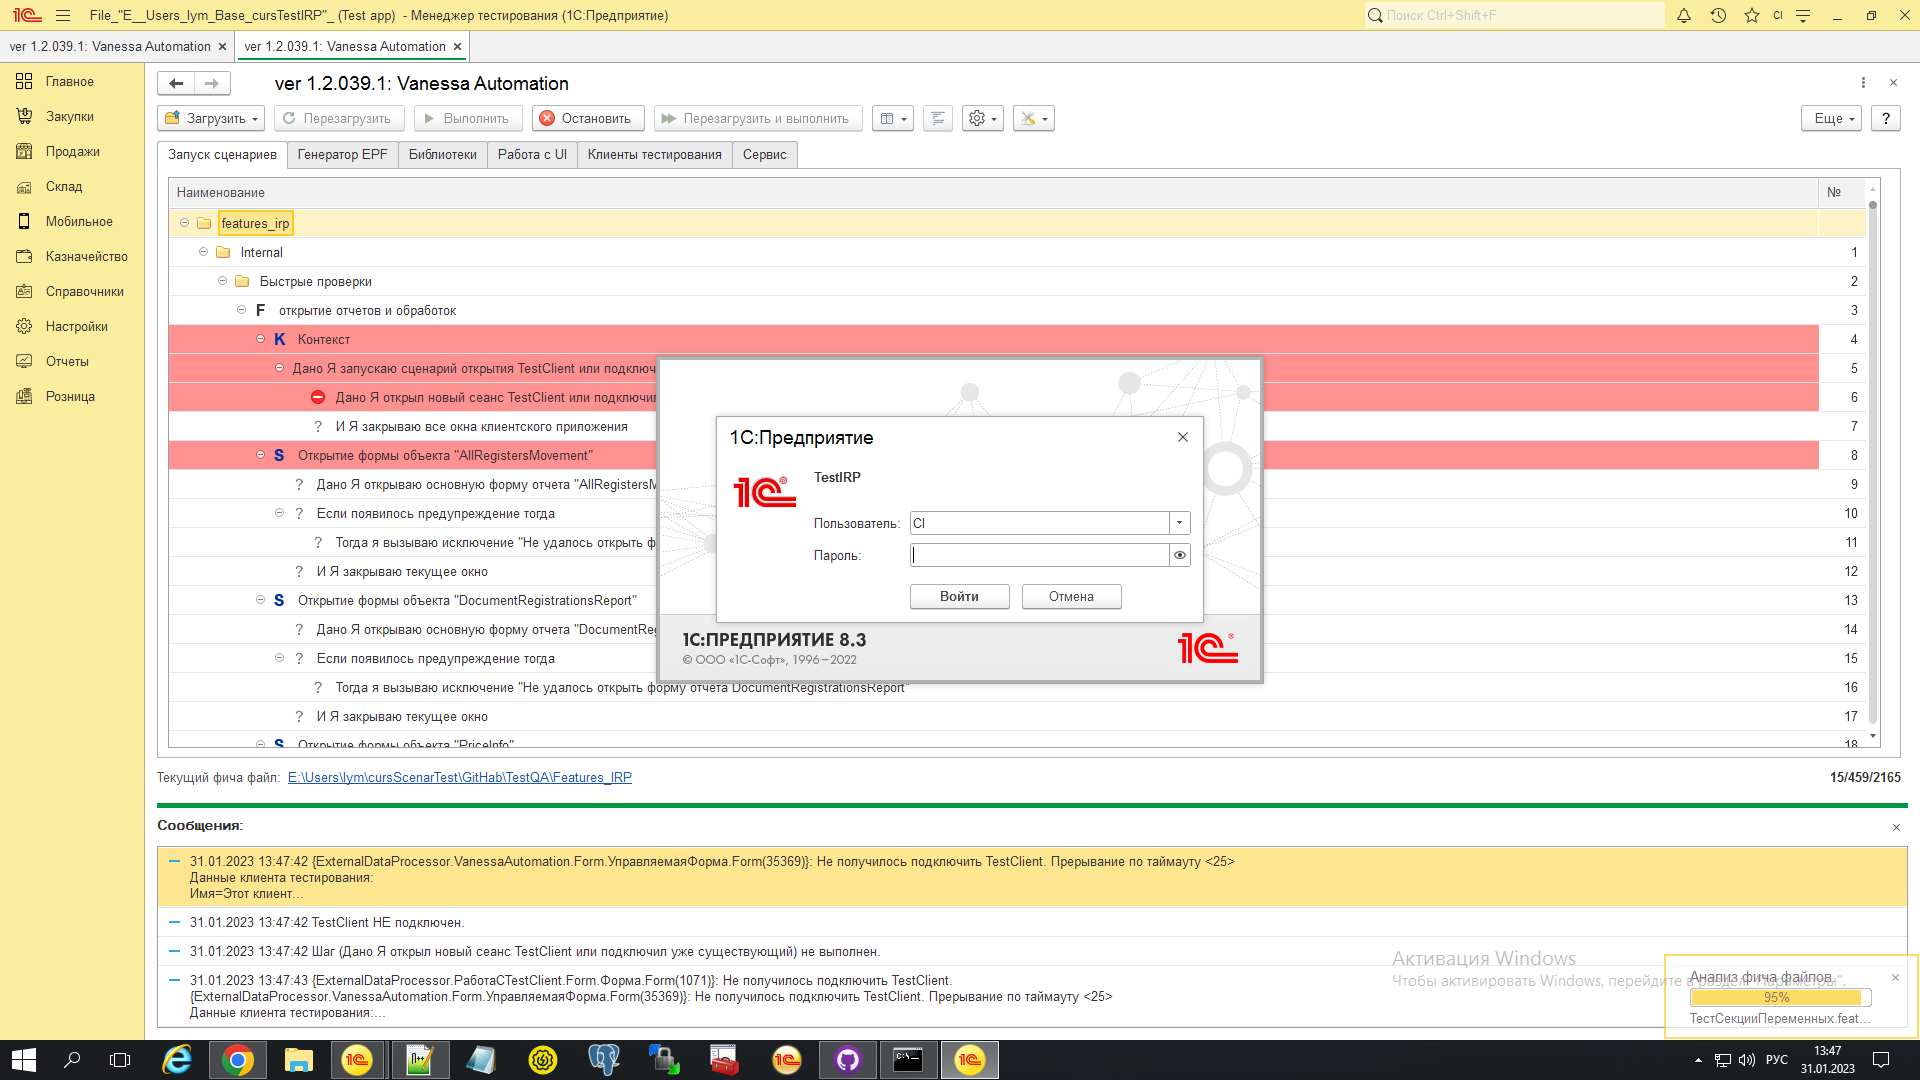 File_"E__Users_lym_Base_cursTestIRP"_ (Test app) - Менеджер тестирования (1С:Предприятие)
Поиск Ctrl+Shift+F
CI
ver 1.2.039.1: Vanessa Automation
ver 1.2.039.1: Vanessa Automation
Главное
Закупки
Продажи
Склад
Мобильное
Казначейство
Справочники
Настройки
Отчеты
Розница
ver 1.2.039.1: Vanessa Automation
Загрузить
Перезагрузить
Выполнить
Остановить
Перезагрузить и выполнить
Еще
?
Запуск сценариев
Генератор EPF
Библиотеки
Работа с UI
Клиенты тестирования
Сервис
Наименование №
features_irp
Internal 1
Быстрые проверки 2
F открытие отчетов и обработок 3
K Контекст 4
Дано Я запускаю сценарий открытия TestClient или подключ 5
Дано Я открыл новый сеанс TestClient или подключил 6
? И Я закрываю все окна клиентского приложения 7
S Открытие формы объекта "AllRegistersMovement" 8
? Дано Я открываю основную форму отчета "AllRegistersM 9
? Если появилось предупреждение тогда 10
? Тогда я вызываю исключение "Не удалось открыть ф 11
? И Я закрываю текущее окно 12
S Открытие формы объекта "DocumentRegistrationsReport" 13
? Дано Я открываю основную форму отчета "DocumentReg 14
? Если появилось предупреждение тогда 15
? Тогда я вызываю исключение "Не удалось открыть форму отчета DocumentRegistrationsReport" 16
? И Я закрываю текущее окно 17
S Открытие формы объекта "PriceInfo" 18
1С:Предприятие
TestIRP
Пользователь: CI
Пароль:
Войти
Отмена
1С:ПРЕДПРИЯТИЕ 8.3
© ООО «1С-Софт», 1996–2022
Текущий фича файл: E:\Users\lym\cursScenarTest\GitHab\TestQA\Features_IRP
15/459/2165
Сообщения:
31.01.2023 13:47:42 {ExternalDataProcessor.VanessaAutomation.Form.УправляемаяФорма.Form(35369)}: Не получилось подключить TestClient. Прерывание по таймауту <25>
Данные клиента тестирования:
Имя=Этот клиент...
31.01.2023 13:47:42 TestClient НЕ подключен.
31.01.2023 13:47:42 Шаг (Дано Я открыл новый сеанс TestClient или подключил уже существующий) не выполнен.
31.01.2023 13:47:43 {ExternalDataProcessor.РаботаСTestClient.Form.Форма.Form(1071)}: Не получилось подключить TestClient.
{ExternalDataProcessor.VanessaAutomation.Form.УправляемаяФорма.Form(35369)}: Не получилось подключить TestClient. Прерывание по таймауту <25>
Данные клиента тестирования:...
Активация Windows
Чтобы активировать Windows, перейдите в раздел "Параметры".
Анализ фича файлов
95%
ТестСекцииПеременных.feat...
РУС
13:47
31.01.2023